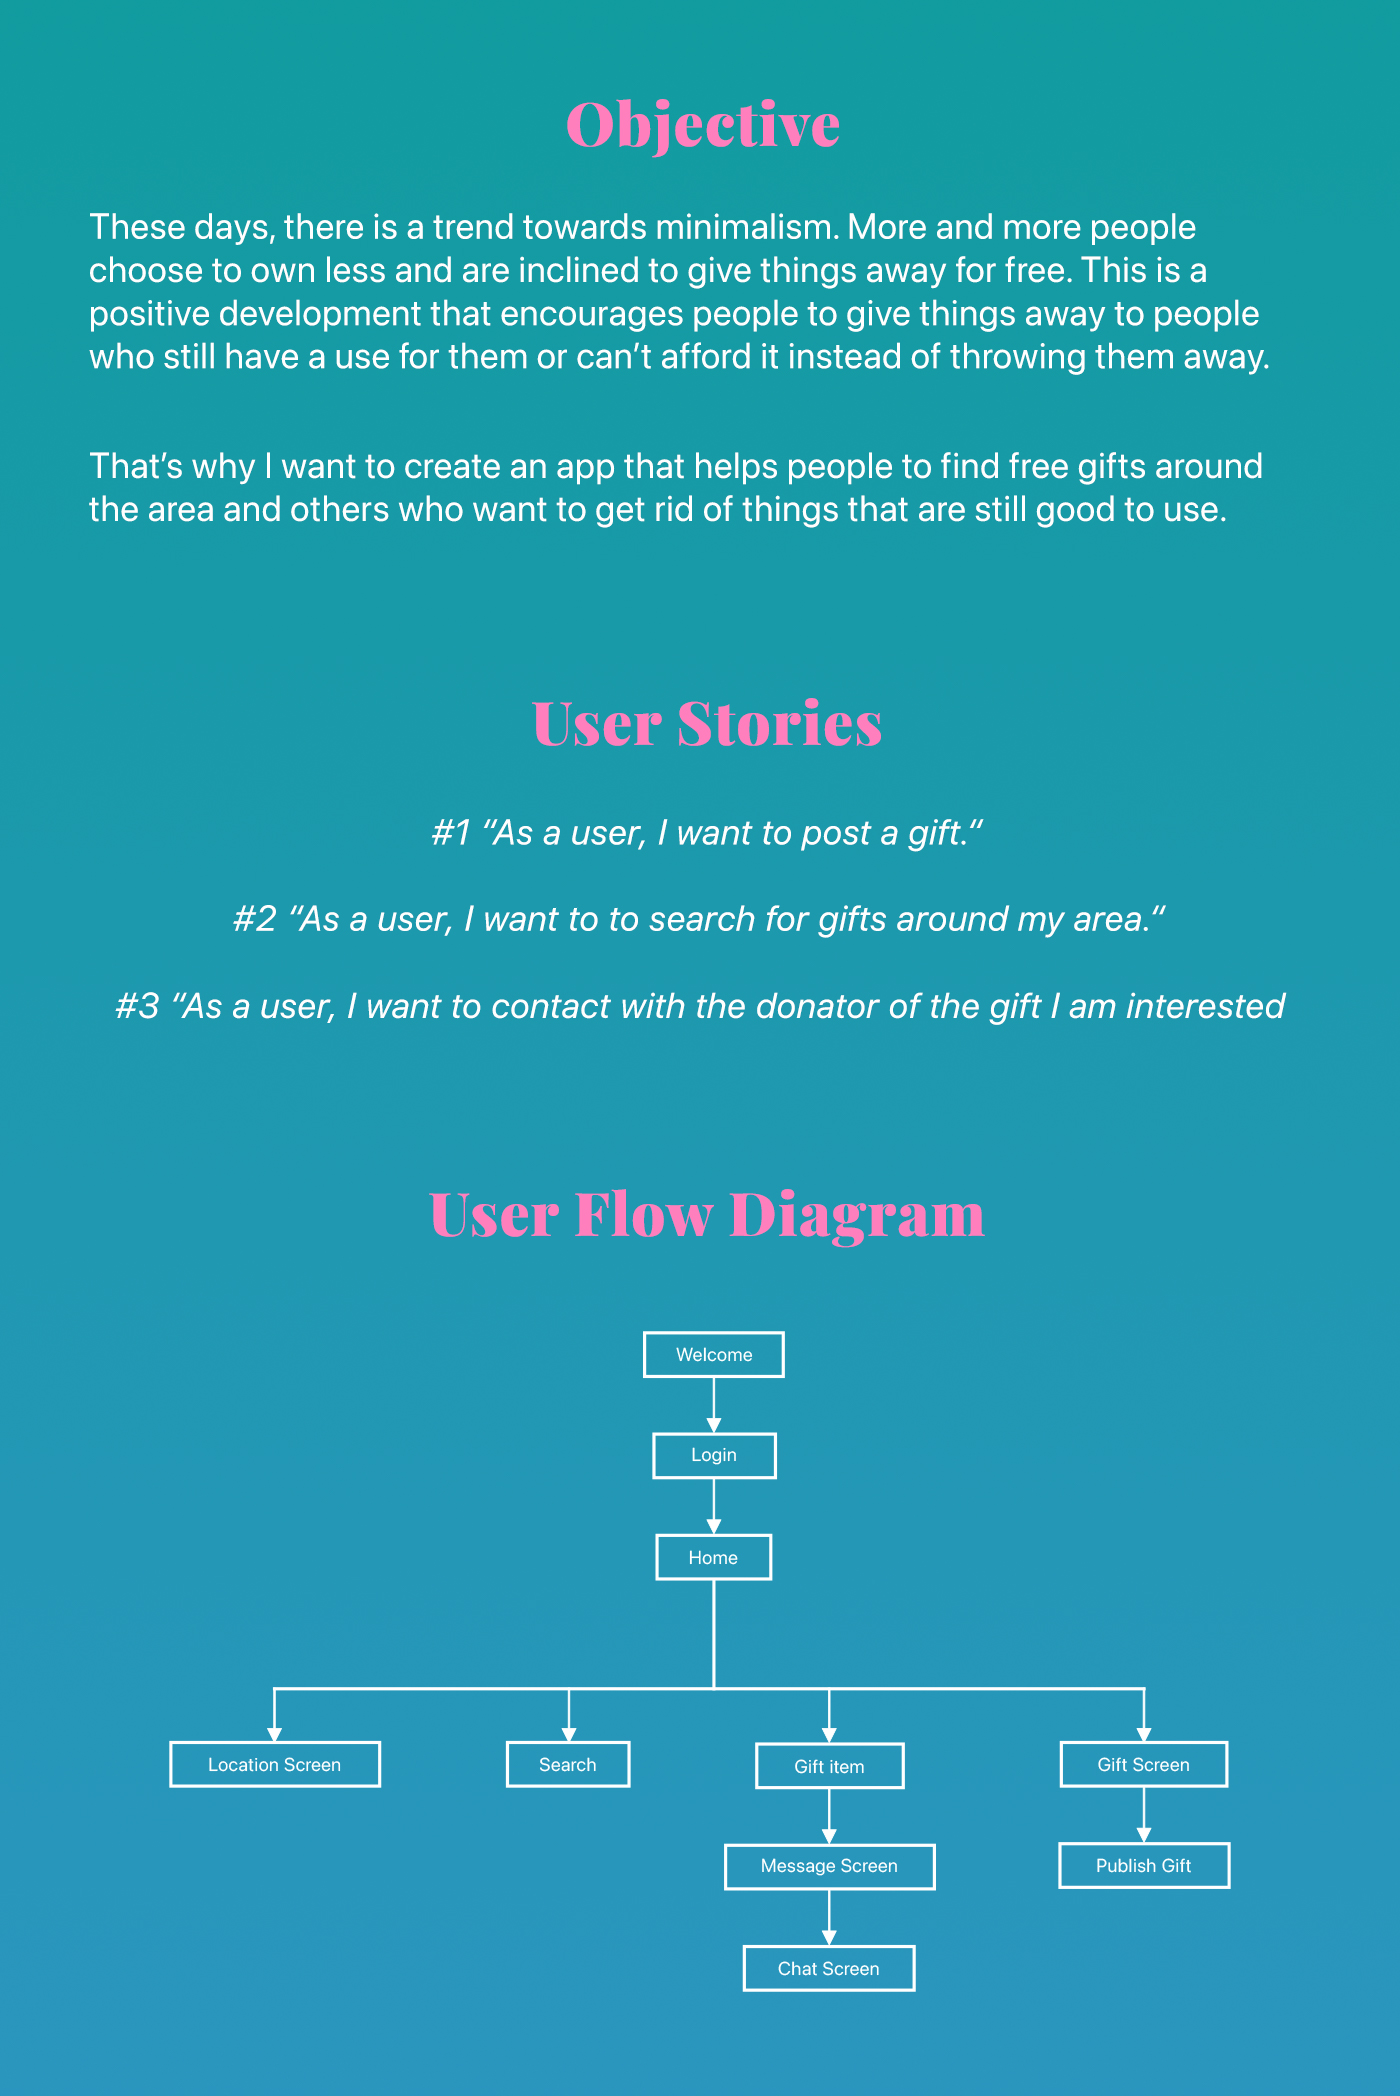 Objective
These days, there is a trend towards minimalism. More and more people
choose to own less and are inclined to give things away for free. This is a
positive development that encourages people to give things away to people
who still have a use for them or can’t afford it instead of throwing them away.
That’s why I want to create an app that helps people to find free gifts around
the area and others who want to get rid of things that are still good to use.
User Stories
#1 “As a user, I want to post a gift.“
#2 “As a user, I want to to search for gifts around my area.“
#3 “As a user, I want to contact with the donator of the gift I am interested
User Flow Diagram
Welcome
Login
Home
Location Screen
Search
Gift item
Gift Screen
Message Screen
Publish Gift
Chat Screen